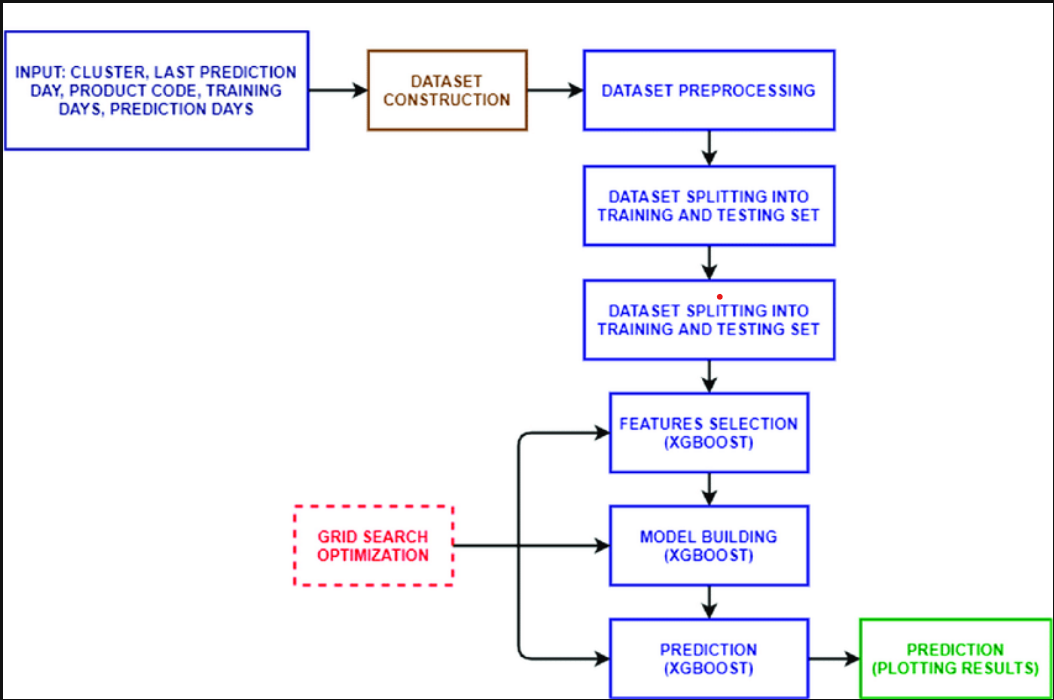 INPUT: CLUSTER, LAST PREDICTION
DAY, PRODUCT CODE, TRAINING
DAYS, PREDICTION DAYS
DATASET
CONSTRUCTION
DATASET PREPROCESSING
DATASET SPLITTING INTO
TRAINING AND TESTING SET
DATASET SPLITTING INTO
TRAINING AND TESTING SET
FEATURES SELECTION
(XGBOOST)
GRID SEARCH
OPTIMIZATION
MODEL BUILDING
(XGBOOST)
PREDICTION
(XGBOOST)
PREDICTION
(PLOTTING RESULTS)